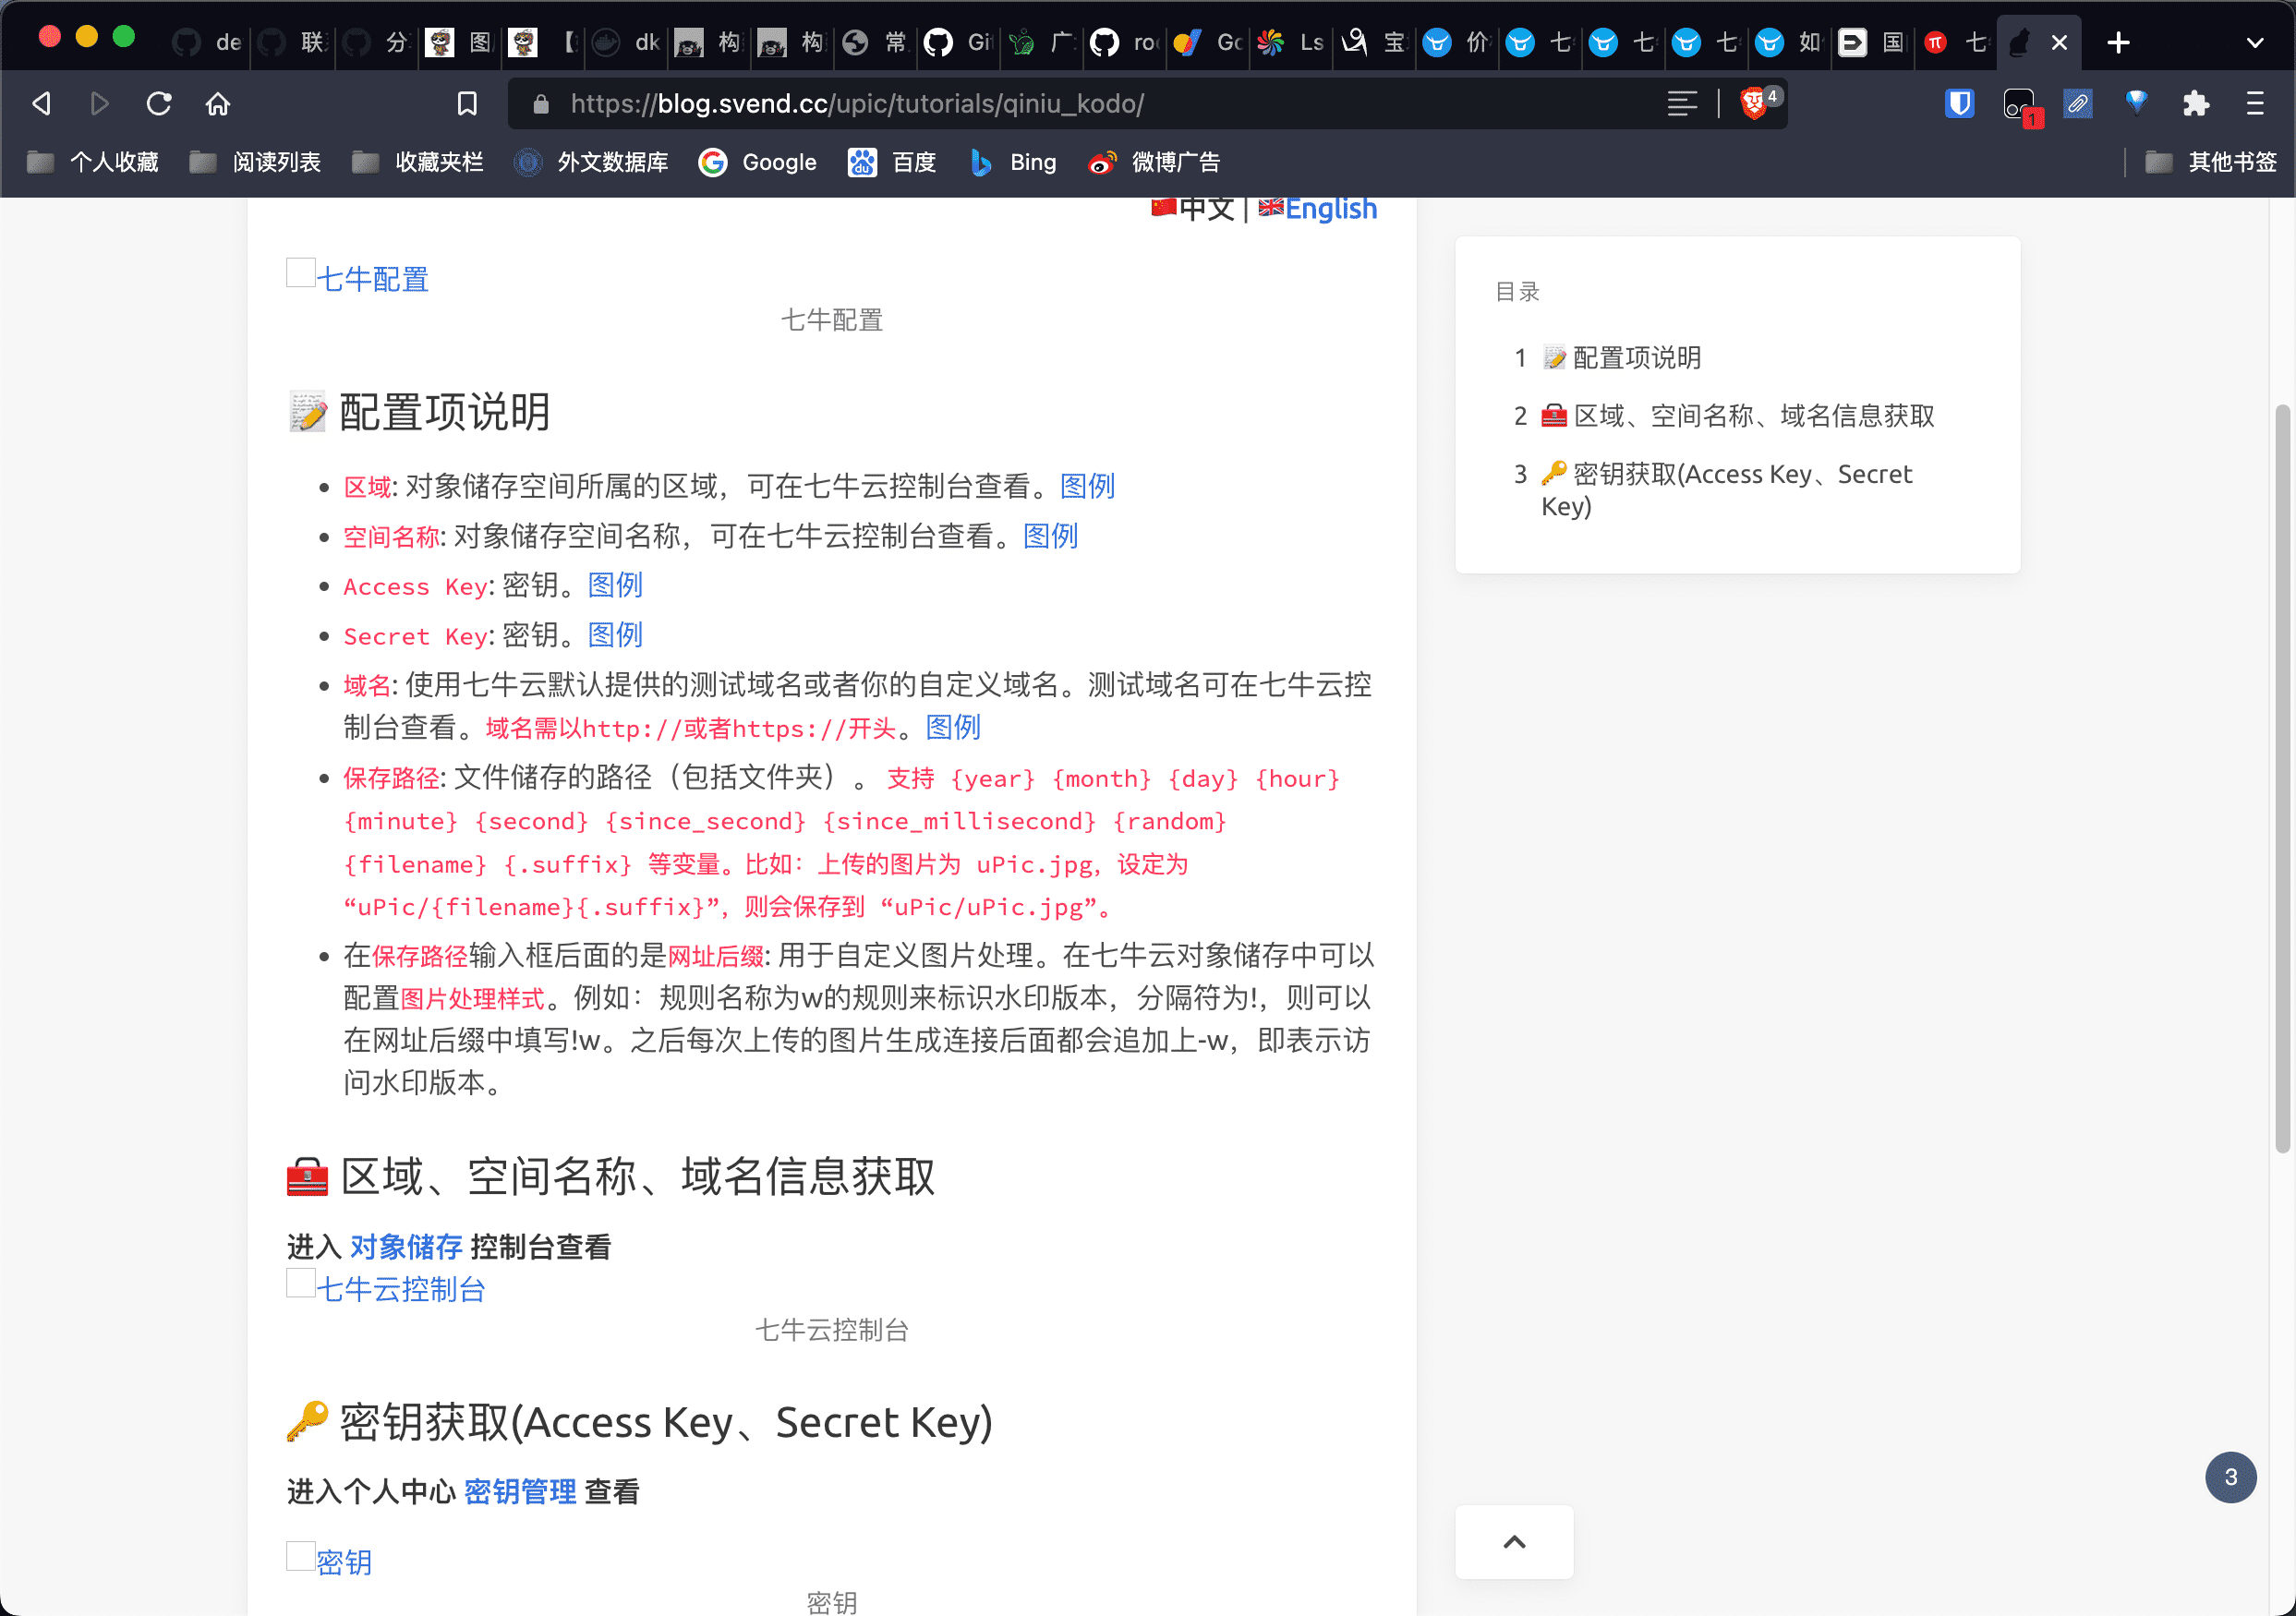 de
联
分
图
【
dk
构
构
常
Git
广
ro
Go
Ls
宝
价
七
七
七
如
国
七
https://blog.svend.cc/upic/tutorials/qiniu_kodo/
4
1
个人收藏
阅读列表
收藏夹栏
外文数据库
Google
百度
Bing
微博广告
其他书签
中文 | English
七牛配置
七牛配置
配置项说明
区域: 对象储存空间所属的区域，可在七牛云控制台查看。图例
空间名称: 对象储存空间名称，可在七牛云控制台查看。图例
Access Key: 密钥。图例
Secret Key: 密钥。图例
域名: 使用七牛云默认提供的测试域名或者你的自定义域名。测试域名可在七牛云控
制台查看。域名需以http://或者https://开头。图例
保存路径: 文件储存的路径（包括文件夹）。 支持 {year} {month} {day} {hour}
{minute} {second} {since_second} {since_millisecond} {random}
{filename} {.suffix} 等变量。比如：上传的图片为 uPic.jpg，设定为
“uPic/{filename}{.suffix}”，则会保存到 “uPic/uPic.jpg”。
在保存路径输入框后面的是网址后缀: 用于自定义图片处理。在七牛云对象储存中可以
配置图片处理样式。例如：规则名称为w的规则来标识水印版本，分隔符为!，则可以
在网址后缀中填写!w。之后每次上传的图片生成连接后面都会追加上-w，即表示访
问水印版本。
区域、空间名称、域名信息获取
进入 对象储存 控制台查看
七牛云控制台
七牛云控制台
密钥获取(Access Key、Secret Key)
进入个人中心 密钥管理 查看
密钥
密钥
目录
1 配置项说明
2 区域、空间名称、域名信息获取
3 密钥获取(Access Key、Secret
Key)
3